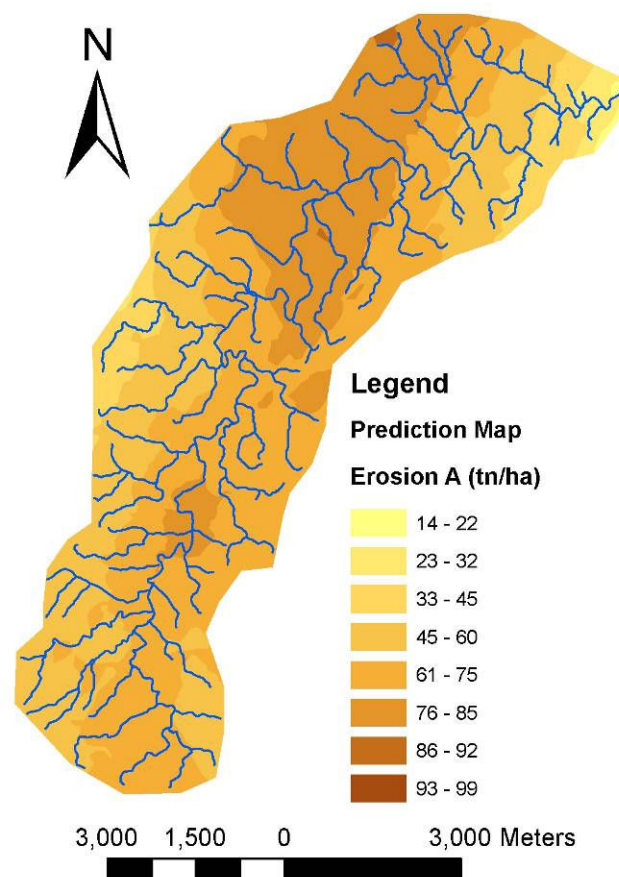 N
Legend
Prediction Map
Erosion A (tn/ha)
14 - 22
23 - 32
33 - 45
45 - 60
61 - 75
76 - 85
86 - 92
93 - 99
3,000 1,500 0 3,000 Meters